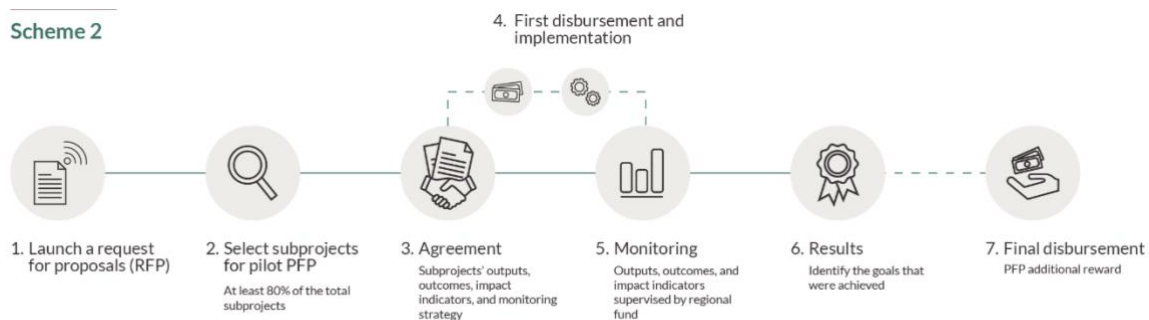 Scheme 2
4. First disbursement and
implementation
1. Launch a request
for proposals (RFP)
2. Select subprojects
for pilot PFP
At least 80% of the total
subprojects
3. Agreement
Subprojects' outputs,
outcomes, impact
indicators, and monitoring
strategy
5. Monitoring
Outputs, outcomes, and
impact indicators
supervised by regional
fund
6. Results
Identify the goals that
were achieved
7. Final disbursement
PFP additional reward